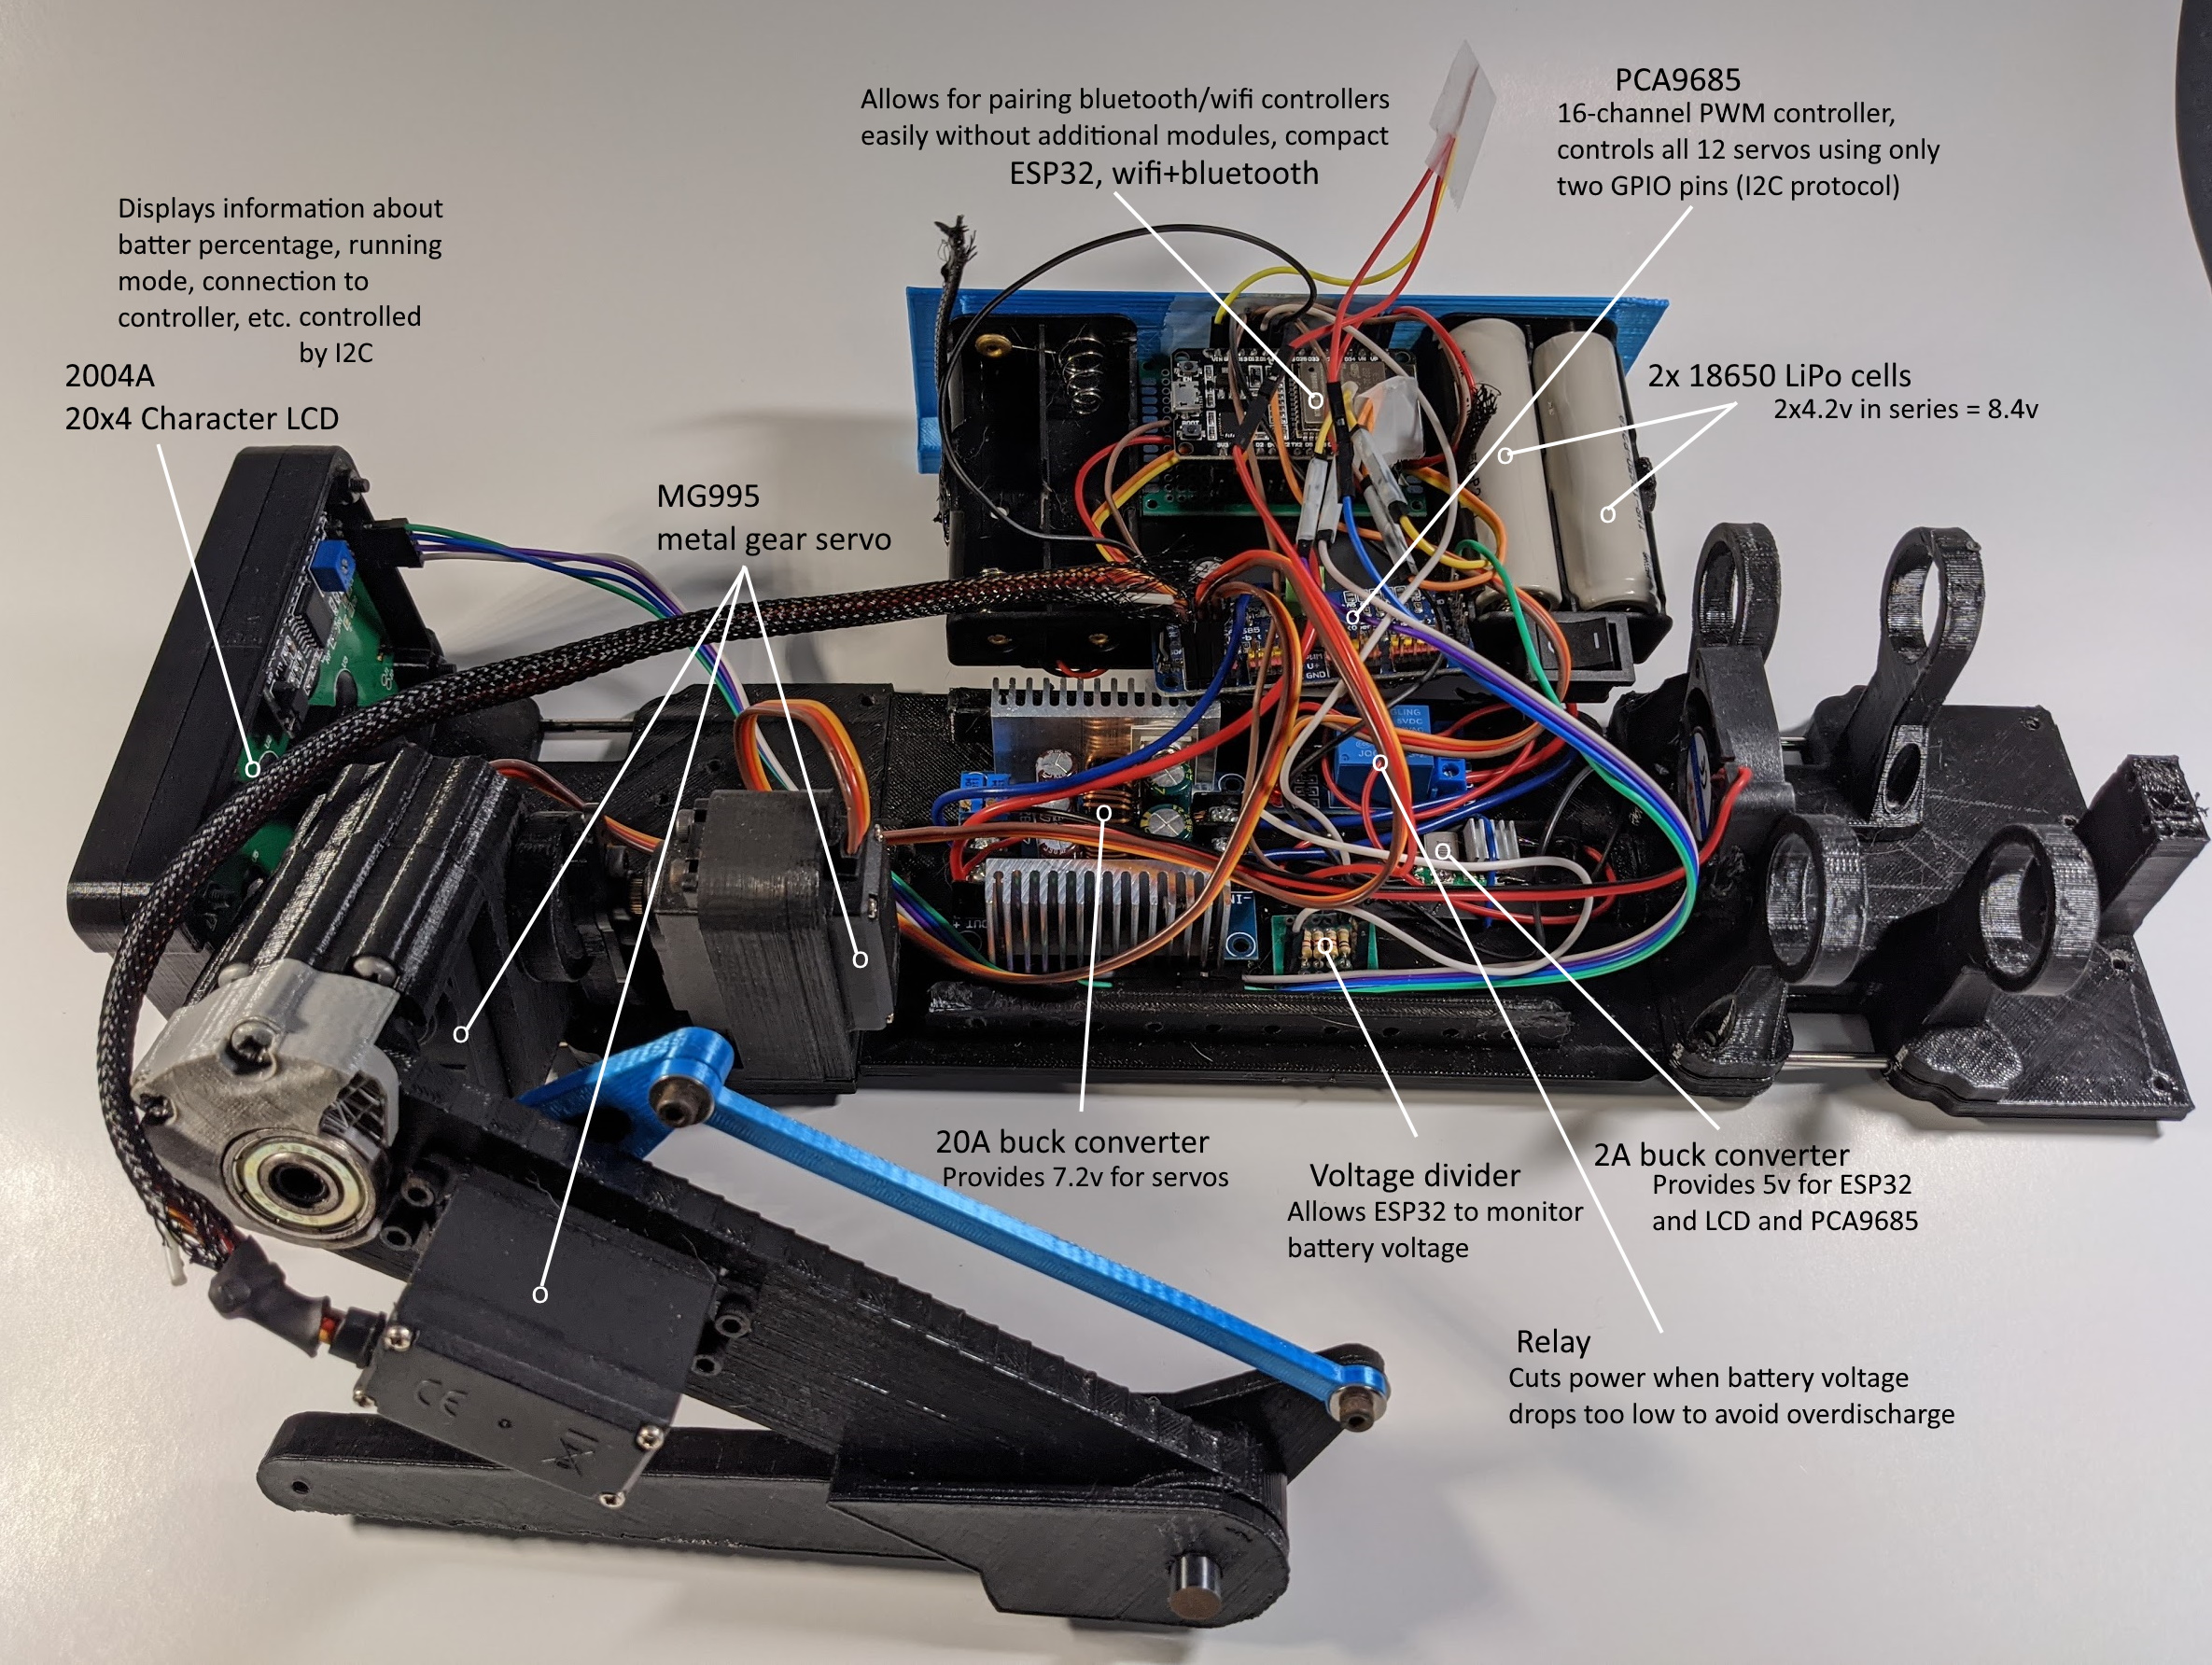 Allows for pairing bluetooth/wifi controllers
easily without additional modules, compact
ESP32, wifi+bluetooth
PCA9685
16-channel PWM controller,
controls all 12 servos using only
two GPIO pins (I2C protocol)
Displays information about
batter percentage, running
mode, connection to
controller, etc. controlled
by I2C
2004A
20x4 Character LCD
2x 18650 LiPo cells
2x4.2v in series = 8.4v
MG995
metal gear servo
V+
GND
OUT +
-IN
20A buck converter
Provides 7.2v for servos
Voltage divider
Allows ESP32 to monitor
battery voltage
2A buck converter
Provides 5v for ESP32
and LCD and PCA9685
Relay
Cuts power when battery voltage
drops too low to avoid overdischarge
CE